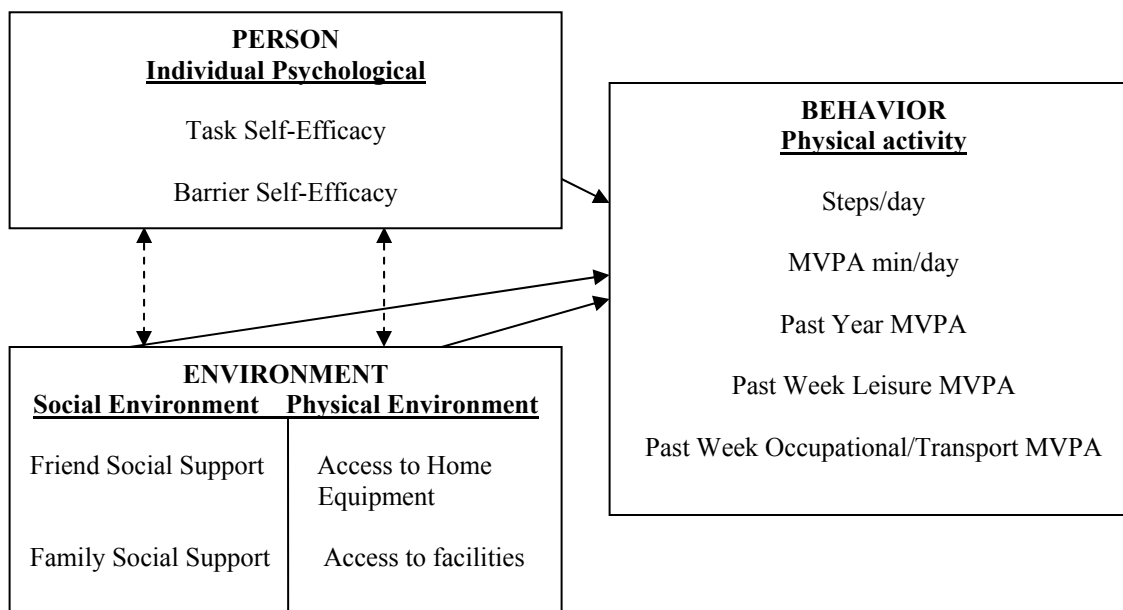 PERSON
Individual Psychological
Task Self-Efficacy
Barrier Self-Efficacy
BEHAVIOR
Physical activity
Steps/day
MVPA min/day
Past Year MVPA
Past Week Leisure MVPA
Past Week Occupational/Transport MVPA
ENVIRONMENT
Social Environment Physical Environment
Friend Social Support
Family Social Support
Access to Home
Equipment
Access to facilities